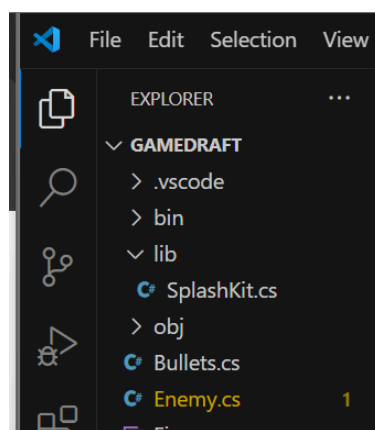 File Edit Selection View
EXPLORER ...
GAMEDRAFT
.vscode
bin
lib
C# SplashKit.cs
obj
C# Bullets.cs
C# Enemy.cs 1